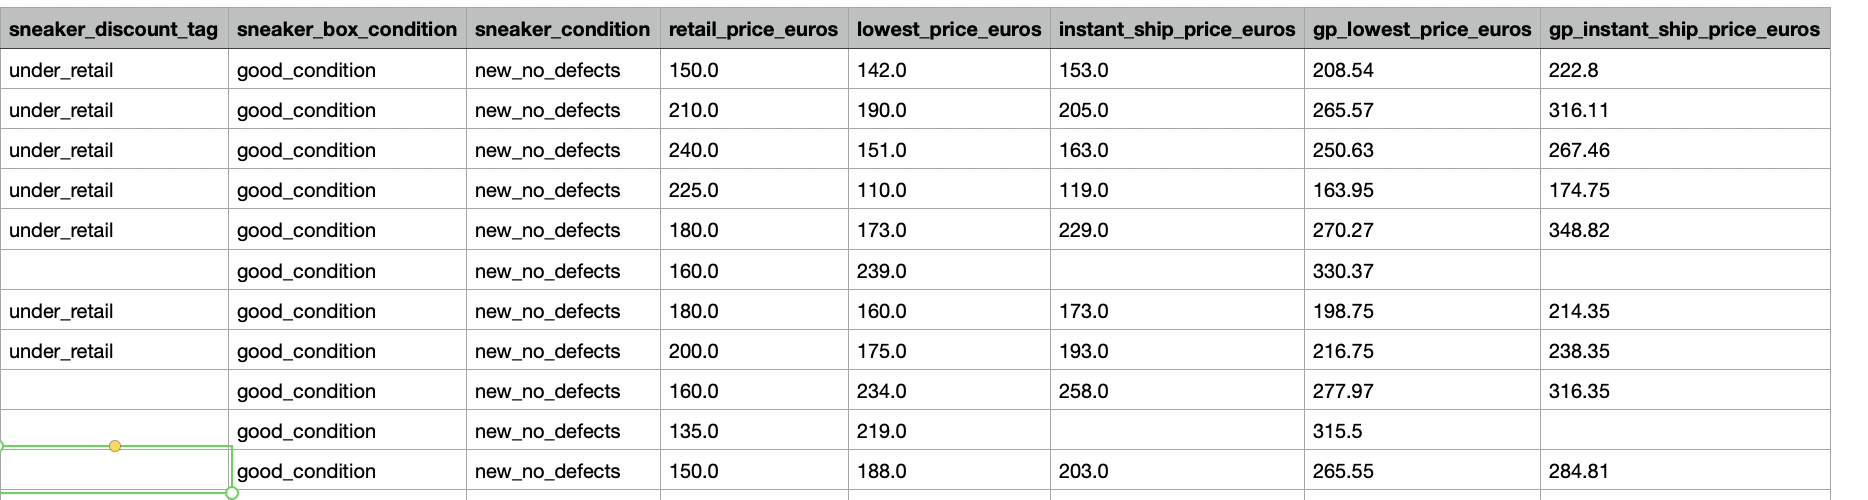 sneaker_discount_tag sneaker_box_condition sneaker_condition retail_price_euros lowest_price_euros instant_ship_price_euros gp_lowest_price_euros gp_instant_ship_price_euros
under_retail good_condition new_no_defects 150.0 142.0 153.0 208.54 222.8
under_retail good_condition new_no_defects 210.0 190.0 205.0 265.57 316.11
under_retail good_condition new_no_defects 240.0 151.0 163.0 250.63 267.46
under_retail good_condition new_no_defects 225.0 110.0 119.0 163.95 174.75
under_retail good_condition new_no_defects 180.0 173.0 229.0 270.27 348.82
good_condition new_no_defects 160.0 239.0 330.37
under_retail good_condition new_no_defects 180.0 160.0 173.0 198.75 214.35
under_retail good_condition new_no_defects 200.0 175.0 193.0 216.75 238.35
good_condition new_no_defects 160.0 234.0 258.0 277.97 316.35
good_condition new_no_defects 135.0 219.0 315.5
good_condition new_no_defects 150.0 188.0 203.0 265.55 284.81